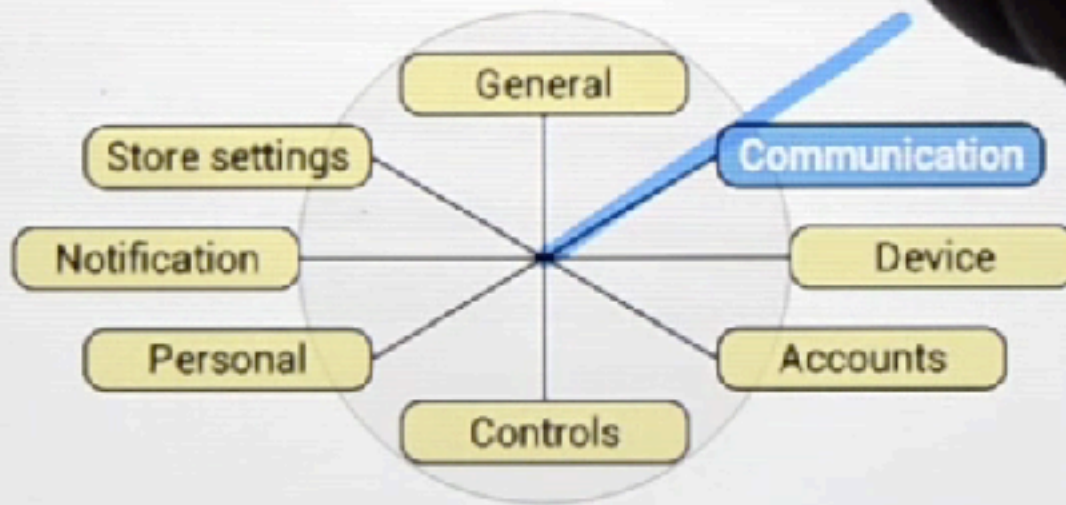 General
Store settings
Communication
Notification
Device
Personal
Accounts
Controls